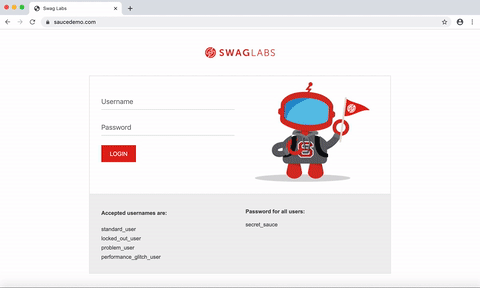 Swag Labs
saucedemo.com
SWAGLABS
Username
Password
LOGIN
Accepted usernames are:
standard_user
locked_out_user
problem_user
performance_glitch_user
Password for all users:
secret_sauce